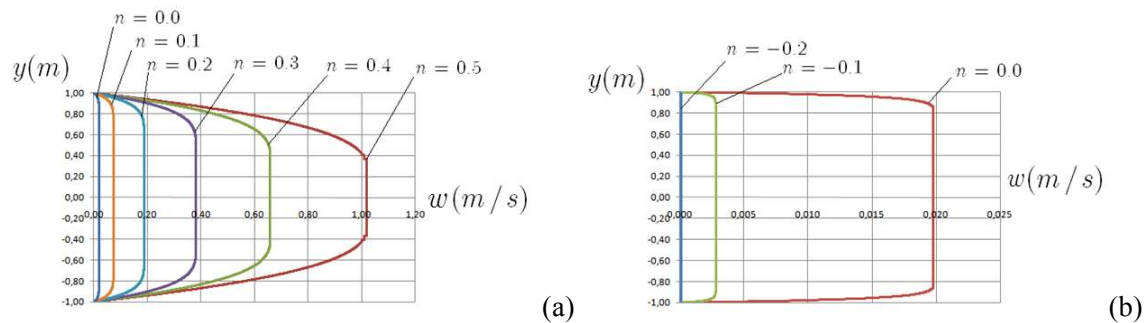 n = 0.0
n = 0.1
n = 0.2
n = 0.3
n = 0.4
n = 0.5
y(m)
1,00
0,80
0,60
0,40
0,20
0,00
-0,20
-0,40
-0,60
-0,80
-1,00
0,00 0,20 0,40 0,60 0,80 1,00 1,20
w(m/s)
(a)
n = −0.2
n = −0.1
n = 0.0
y(m)
1,00
0,80
0,60
0,40
0,20
0,00
-0,20
-0,40
-0,60
-0,80
-1,00
0,000 0,005 0,010 0,015 0,020 0,025
w(m/s)
(b)